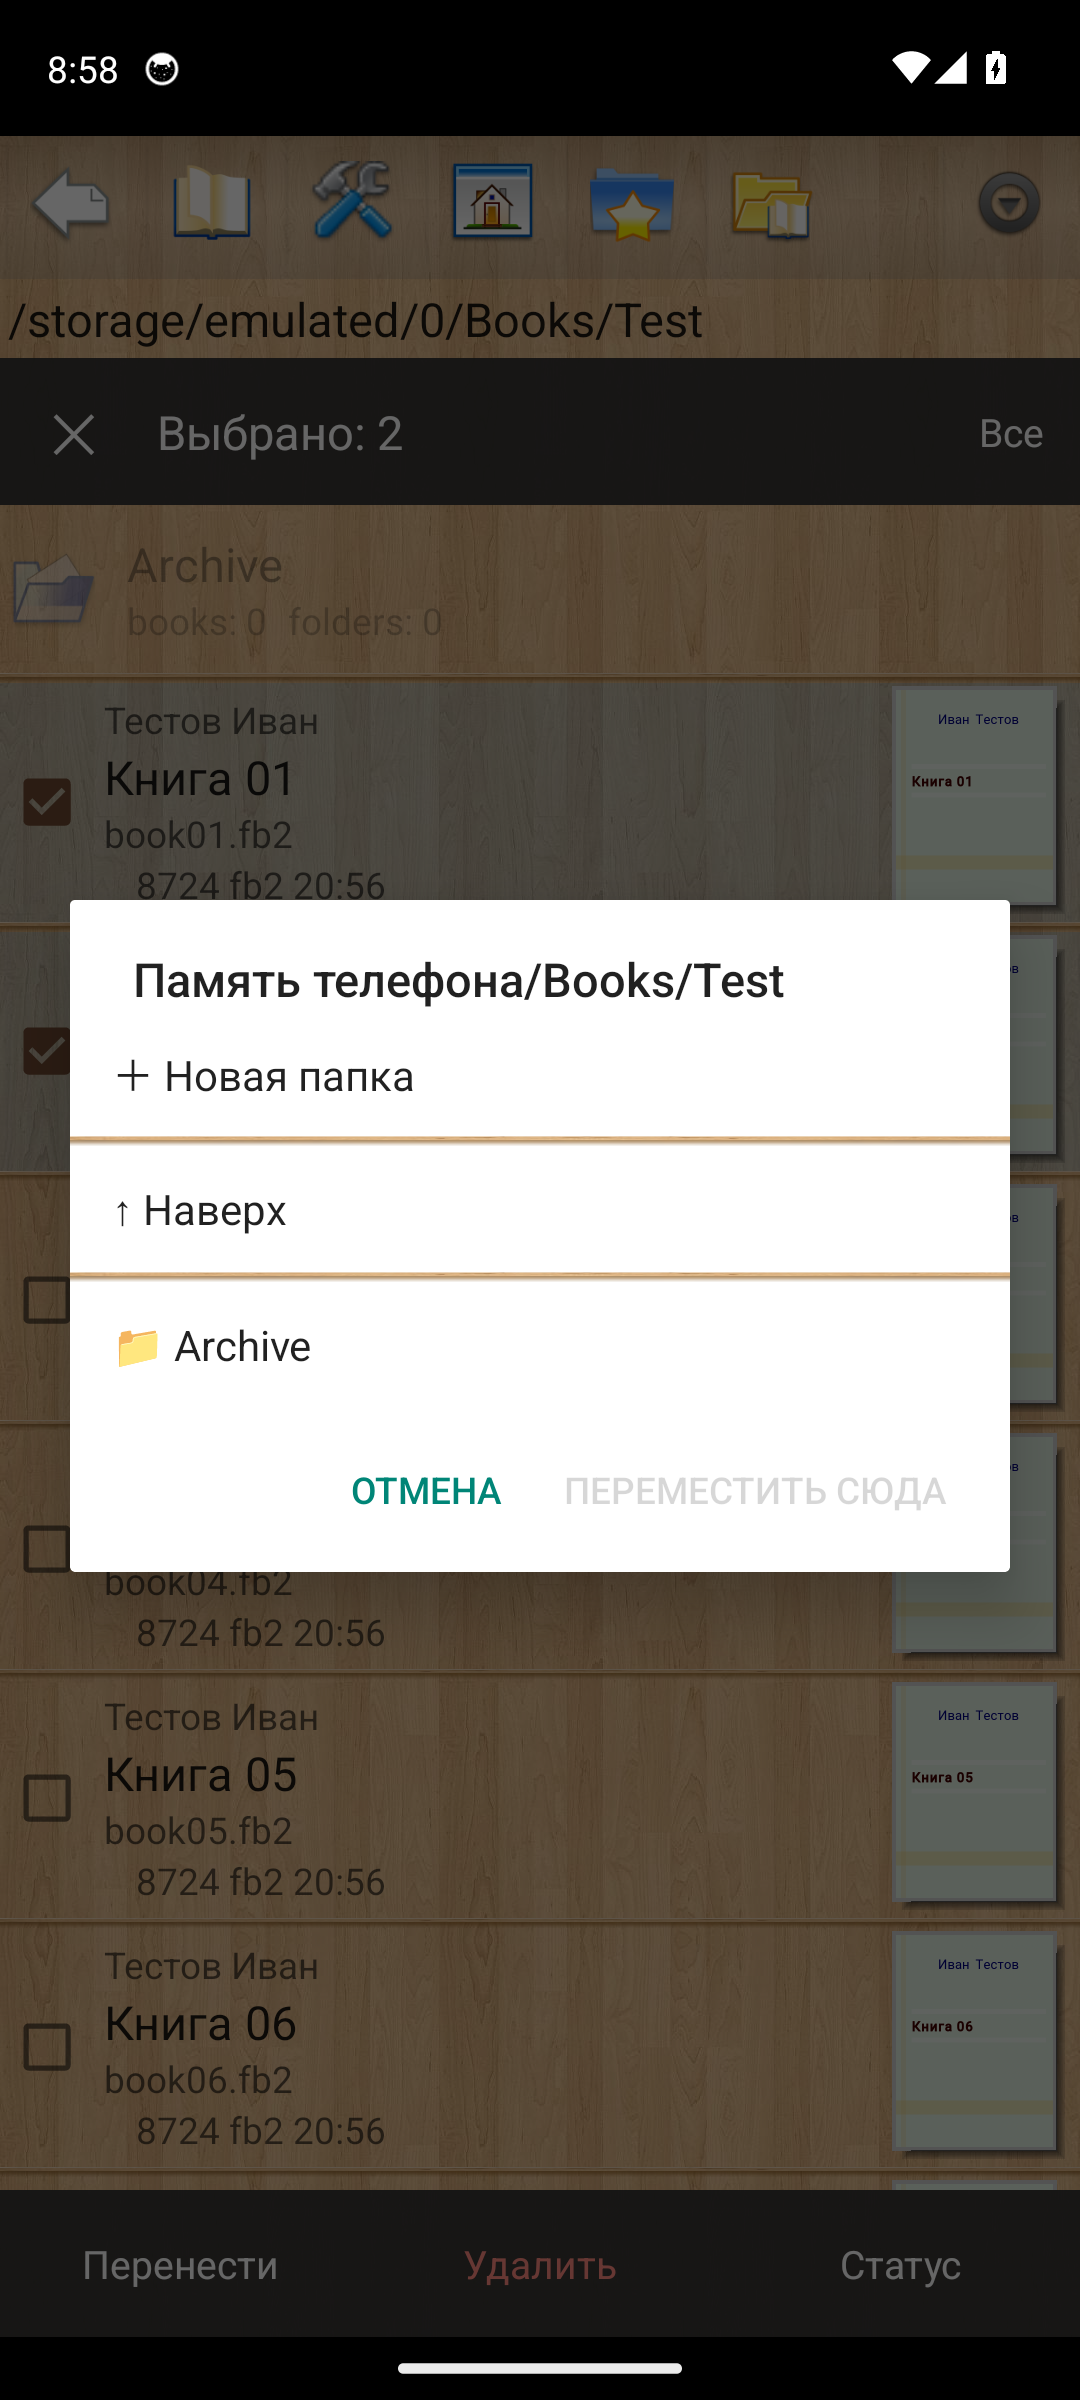 8:58
/storage/emulated/0/Books/Test
Выбрано: 2
Все
Archive
books: 0 folders: 0
Тестов Иван
Книга 01
book01.fb2
8724 fb2 20:56
Иван Тестов
Книга 01
Память телефона/Books/Test
+ Новая папка
↑ Наверх
Archive
ОТМЕНА
ПЕРЕМЕСТИТЬ СЮДА
book04.fb2
8724 fb2 20:56
Тестов Иван
Книга 05
book05.fb2
8724 fb2 20:56
Иван Тестов
Книга 05
Тестов Иван
Книга 06
book06.fb2
8724 fb2 20:56
Иван Тестов
Книга 06
Перенести
Удалить
Статус